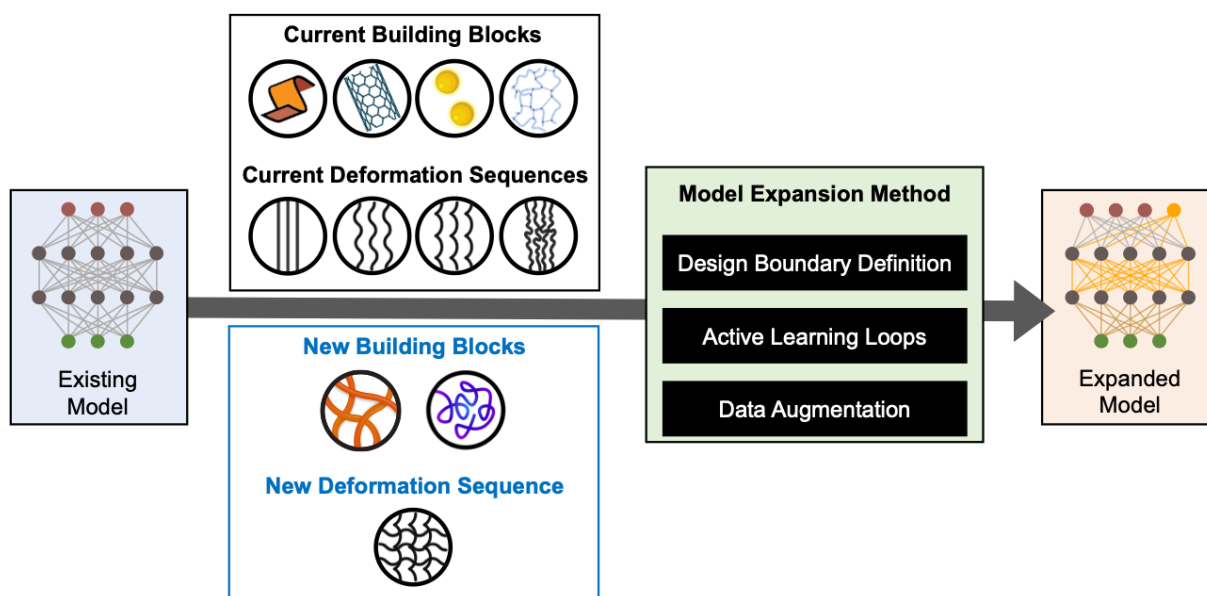 Current Building Blocks
Current Deformation Sequences
Existing
Model
New Building Blocks
New Deformation Sequence
Model Expansion Method
Design Boundary Definition
Active Learning Loops
Data Augmentation
Expanded
Model